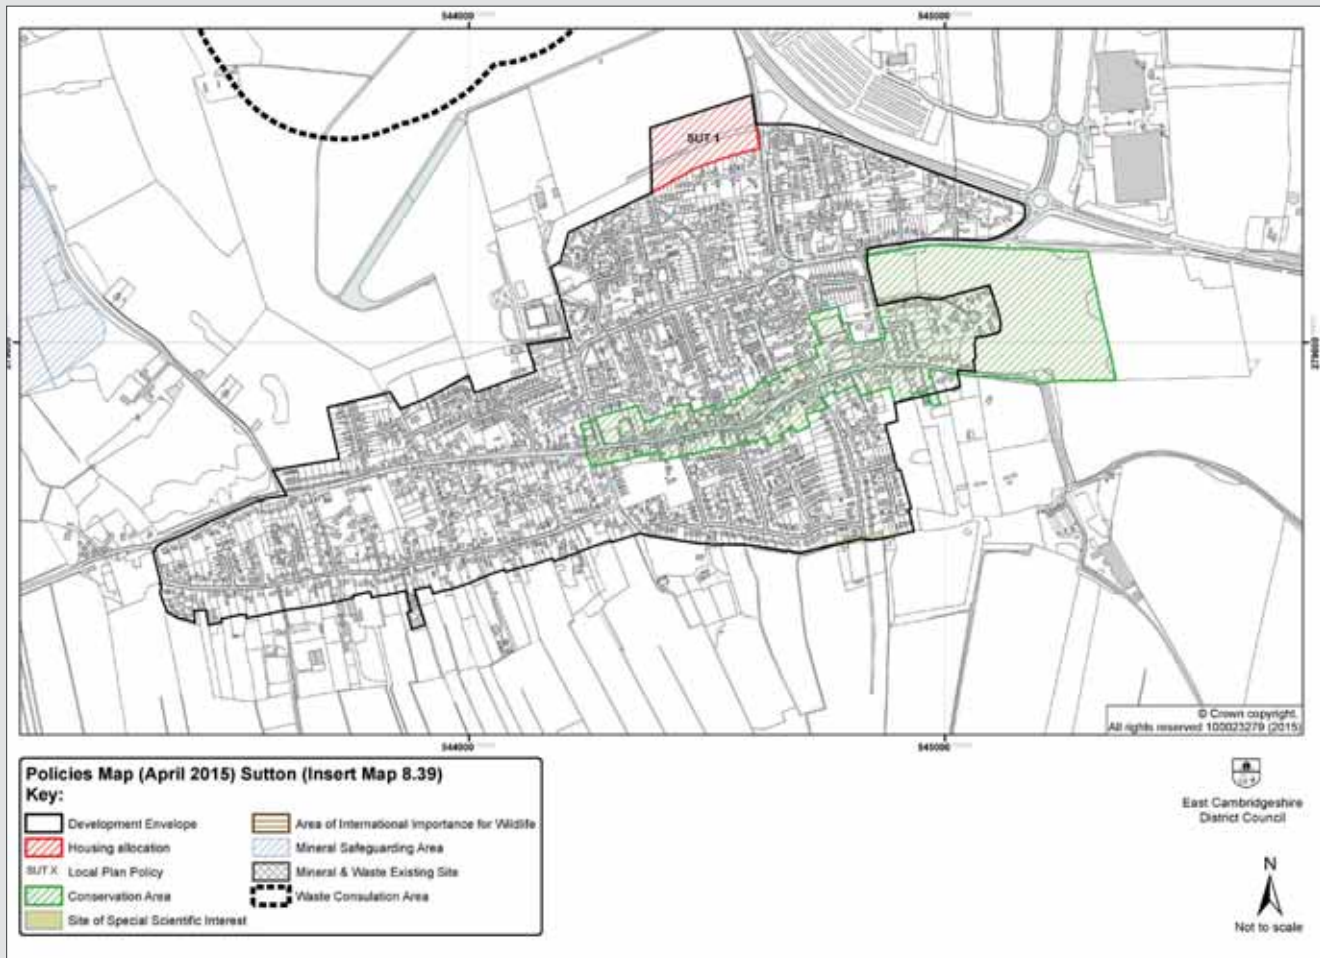 544000
545000
SUT 1
279000
© Crown copyright.
All rights reserved 100023279 (2015)
544000
545000
Policies Map (April 2015) Sutton (Insert Map 8.39)
Key:
Development Envelope
Housing allocation
SUT X Local Plan Policy
Conservation Area
Site of Special Scientific Interest
Area of International Importance for Wildlife
Mineral Safeguarding Area
Mineral & Waste Existing Site
Waste Consulation Area
East Cambridgeshire
District Council
N
Not to scale